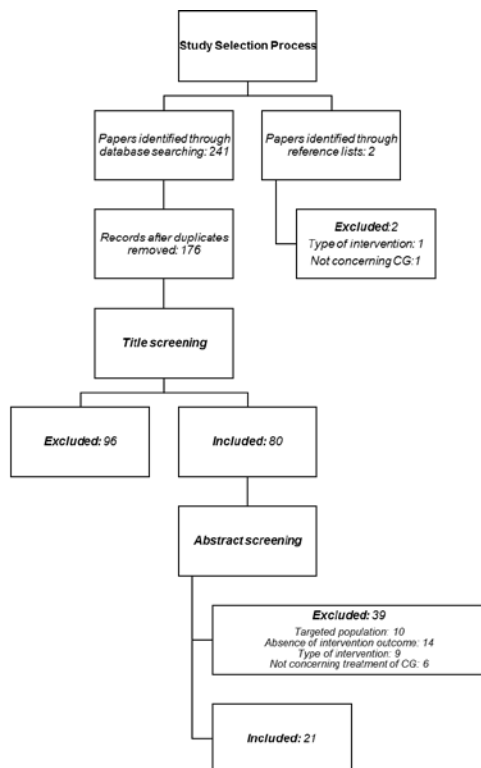 Study Selection Process
Papers identified through
database searching: 241
Papers identified through
reference lists: 2
Excluded:2
Type of intervention: 1
Not concerning CG:1
Records after duplicates
removed: 176
Title screening
Excluded: 96
Included: 80
Abstract screening
Excluded: 39
Targeted population: 10
Absence of intervention outcome: 14
Type of intervention: 9
Not concerning treatment of CG: 6
Included: 21